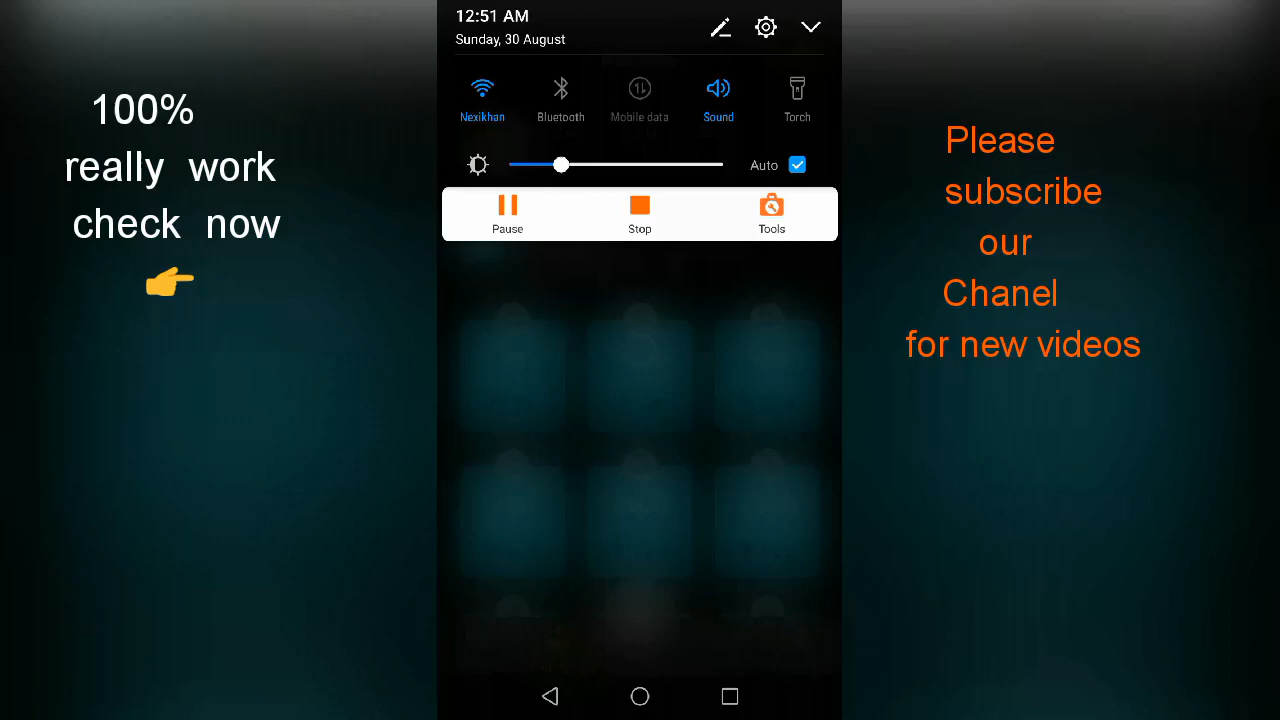 100%
really work
check now
12:51 AM
Sunday, 30 August
Nexikhan
Bluetooth
Mobile data
Sound
Torch
Auto
Pause
Stop
Tools
Please
subscribe
our
Chanel
for new videos